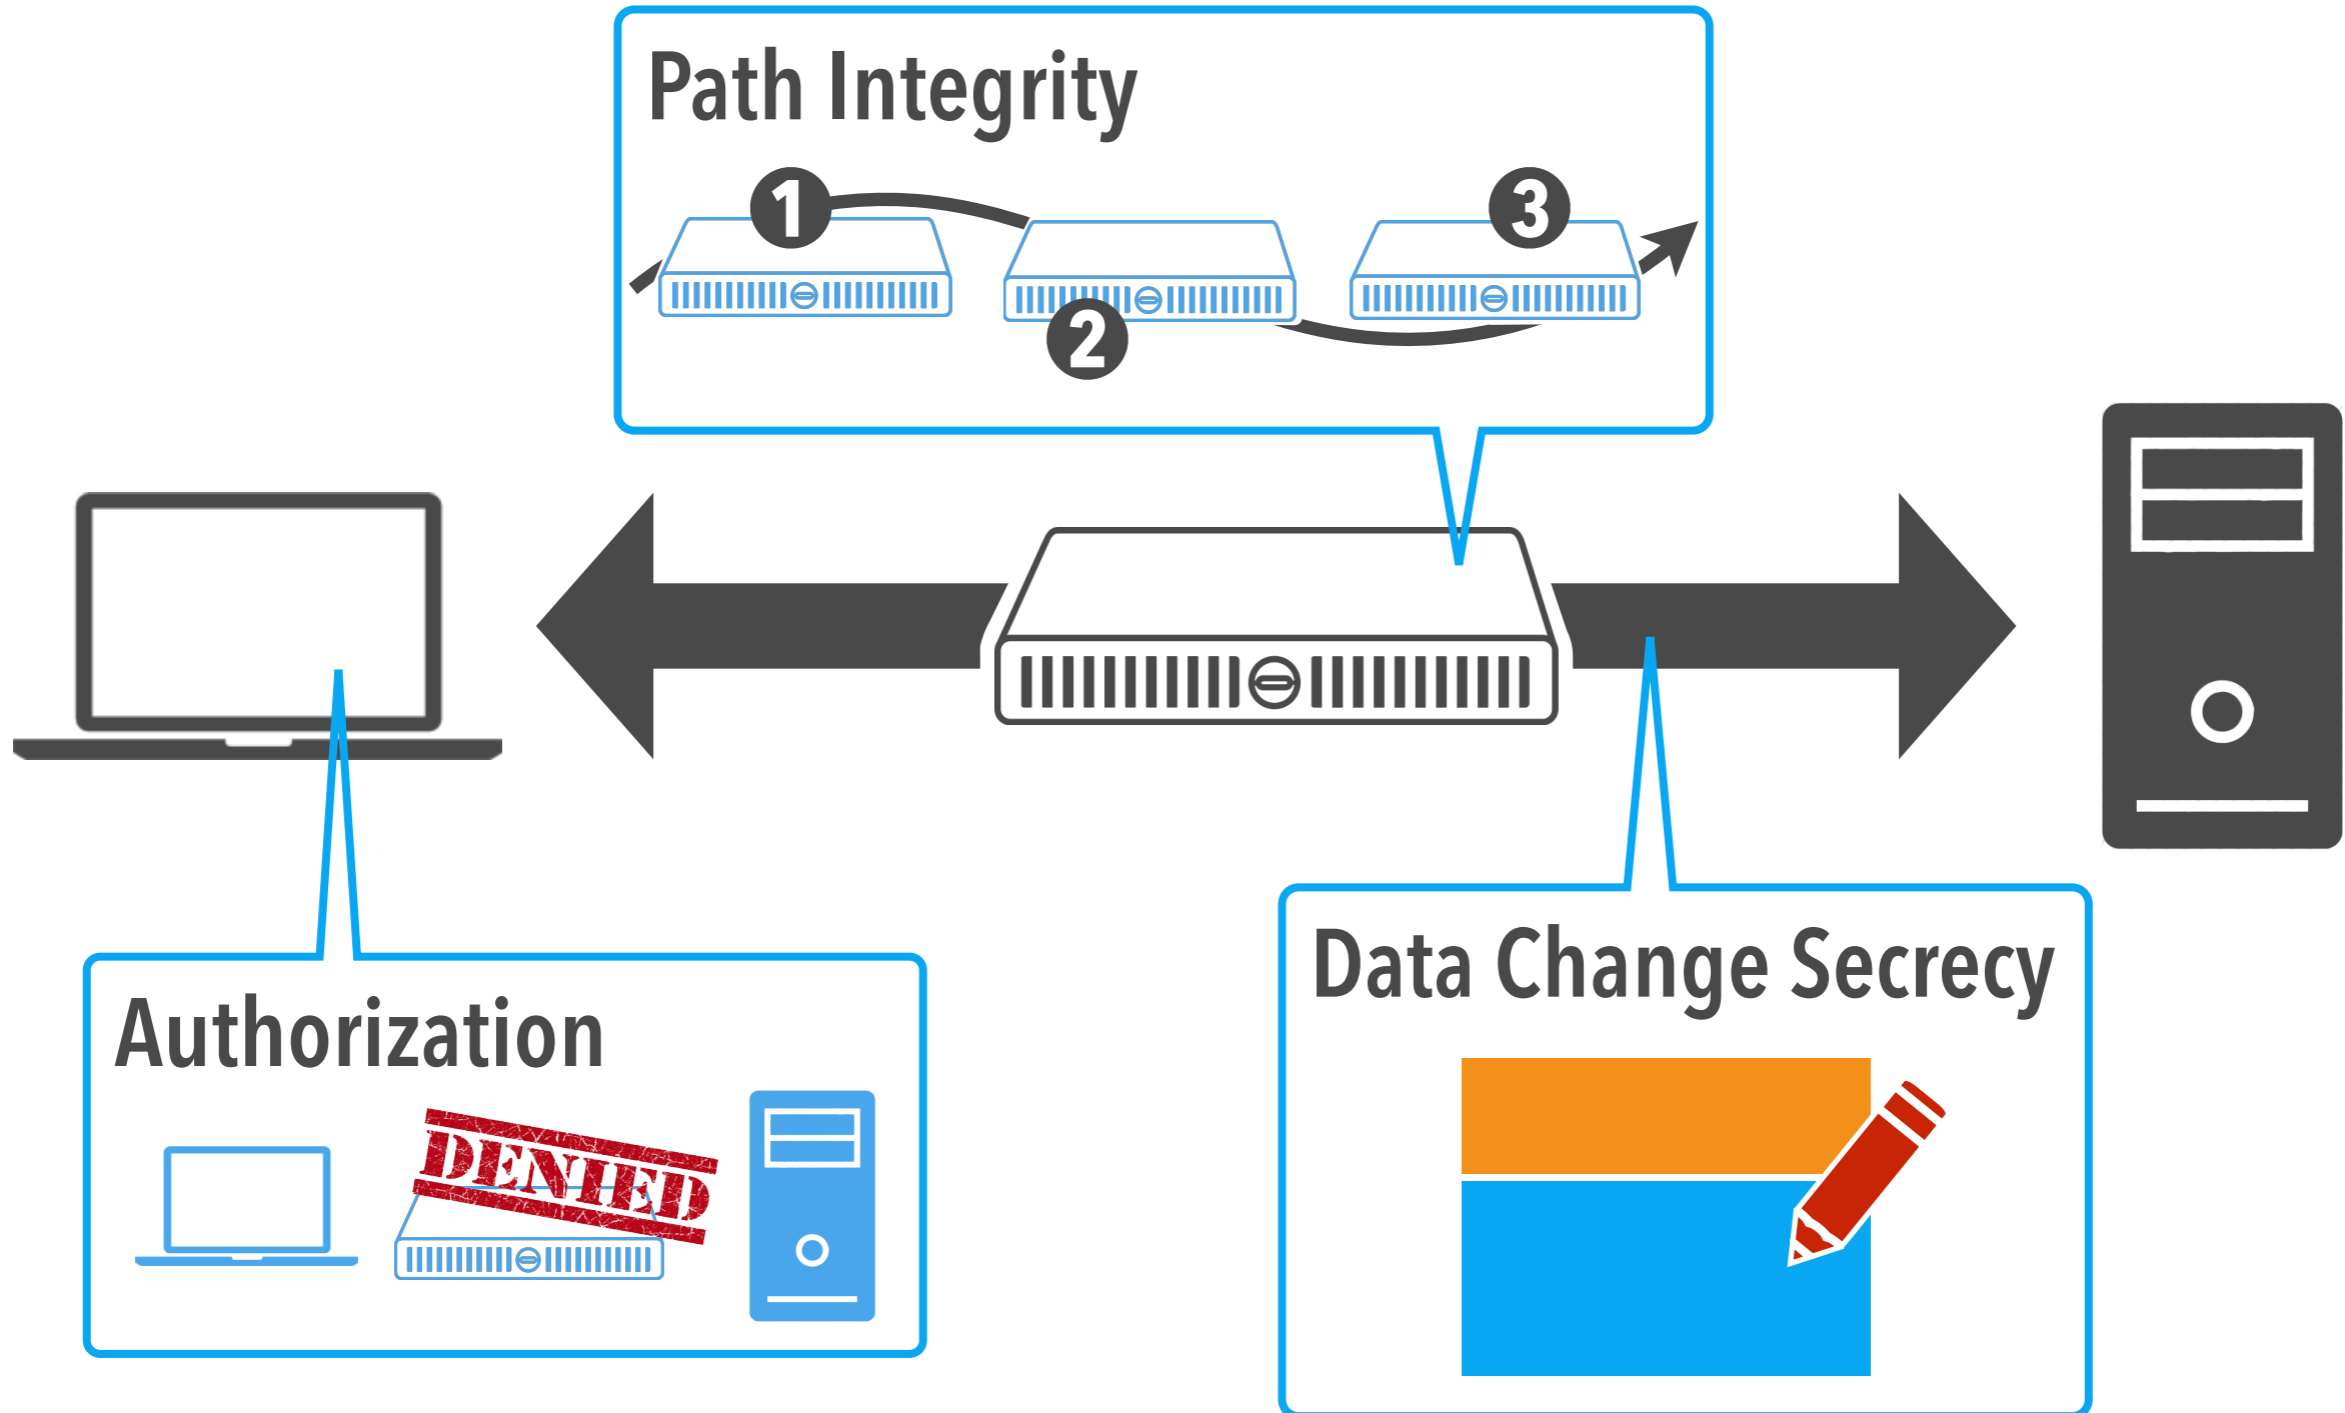 Path Integrity
1
3
2
Authorization
DENIED
Data Change Secrecy